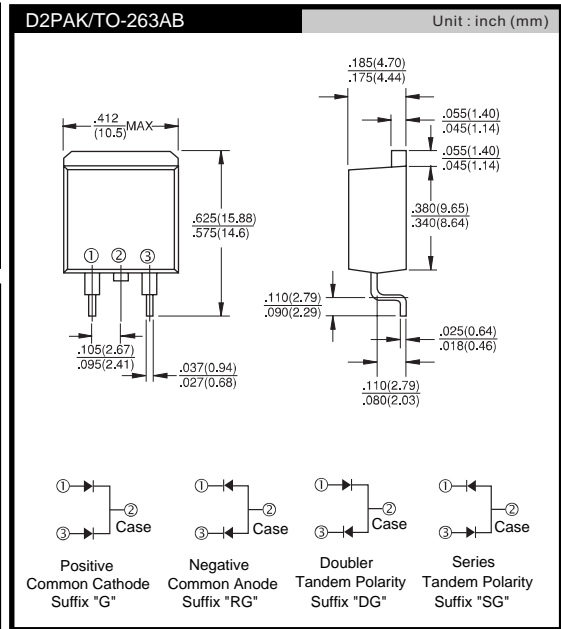 D2PAK/TO-263AB
Unit : inch (mm)
.185(4.70)
.175(4.44)
.412
(10.5)
MAX
.055(1.40)
.045(1.14)
.055(1.40)
.045(1.14)
.625(15.88)
.575(14.6)
.380(9.65)
.340(8.64)
① ② ③
.110(2.79)
.090(2.29)
.105(2.67)
.095(2.41)
.037(0.94)
.027(0.68)
.025(0.64)
.018(0.46)
.110(2.79)
.080(2.03)
①
②
③
Case
Positive
Common Cathode
Suffix "G"
①
②
③
Case
Negative
Common Anode
Suffix "RG"
①
②
③
Case
Doubler
Tandem Polarity
Suffix "DG"
①
②
③
Case
Series
Tandem Polarity
Suffix "SG"